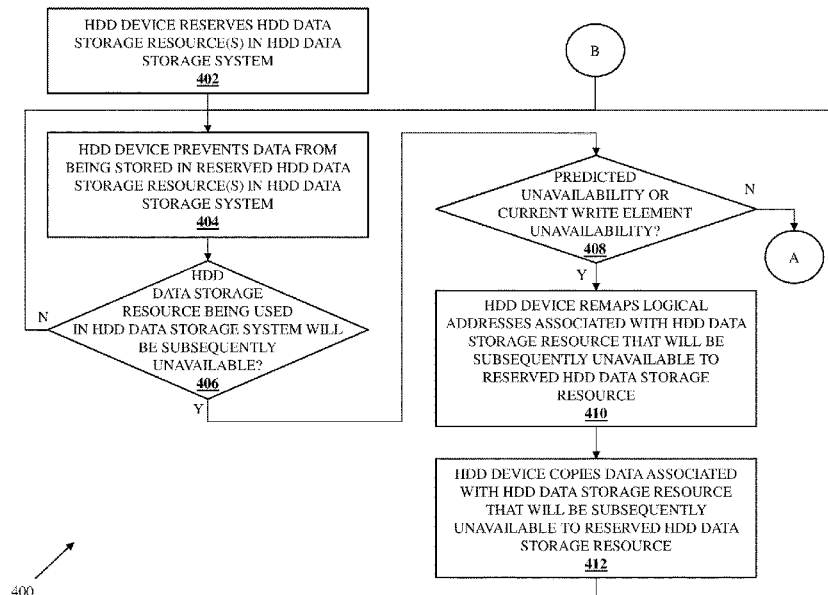 HDD DEVICE RESERVES HDD DATA
STORAGE RESOURCE(S) IN HDD DATA
STORAGE SYSTEM
402
B
HDD DEVICE PREVENTS DATA FROM
BEING STORED IN RESERVED HDD DATA
STORAGE RESOURCE(S) IN HDD DATA
STORAGE SYSTEM
404
HDD
DATA STORAGE
RESOURCE BEING USED
IN HDD DATA STORAGE SYSTEM WILL
BE SUBSEQUENTLY
UNAVAILABLE?
406
N
Y
PREDICTED
UNAVAILABILITY OR
CURRENT WRITE ELEMENT
UNAVAILABILITY?
408
N
A
Y
HDD DEVICE REMAPS LOGICAL
ADDRESSES ASSOCIATED WITH HDD DATA
STORAGE RESOURCE THAT WILL BE
SUBSEQUENTLY UNAVAILABLE TO
RESERVED HDD DATA STORAGE
RESOURCE
410
HDD DEVICE COPIES DATA ASSOCIATED
WITH HDD DATA STORAGE RESOURCE
THAT WILL BE SUBSEQUENTLY
UNAVAILABLE TO RESERVED HDD DATA
STORAGE RESOURCE
412
400